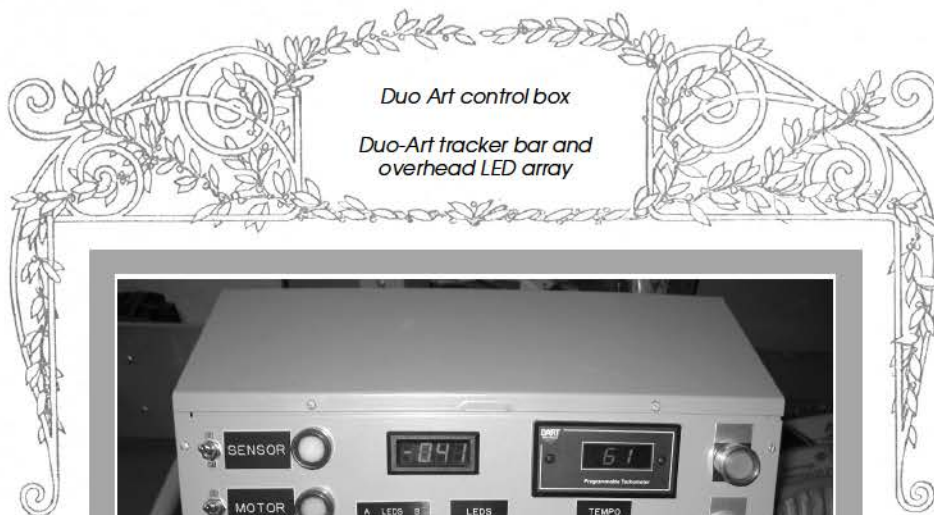 Duo Art control box
Duo-Art tracker bar and
overhead LED array
SENSOR
-041
DART
61
Programmable Tachometer
MOTOR
A LEDS B
LEDS
TEMPO